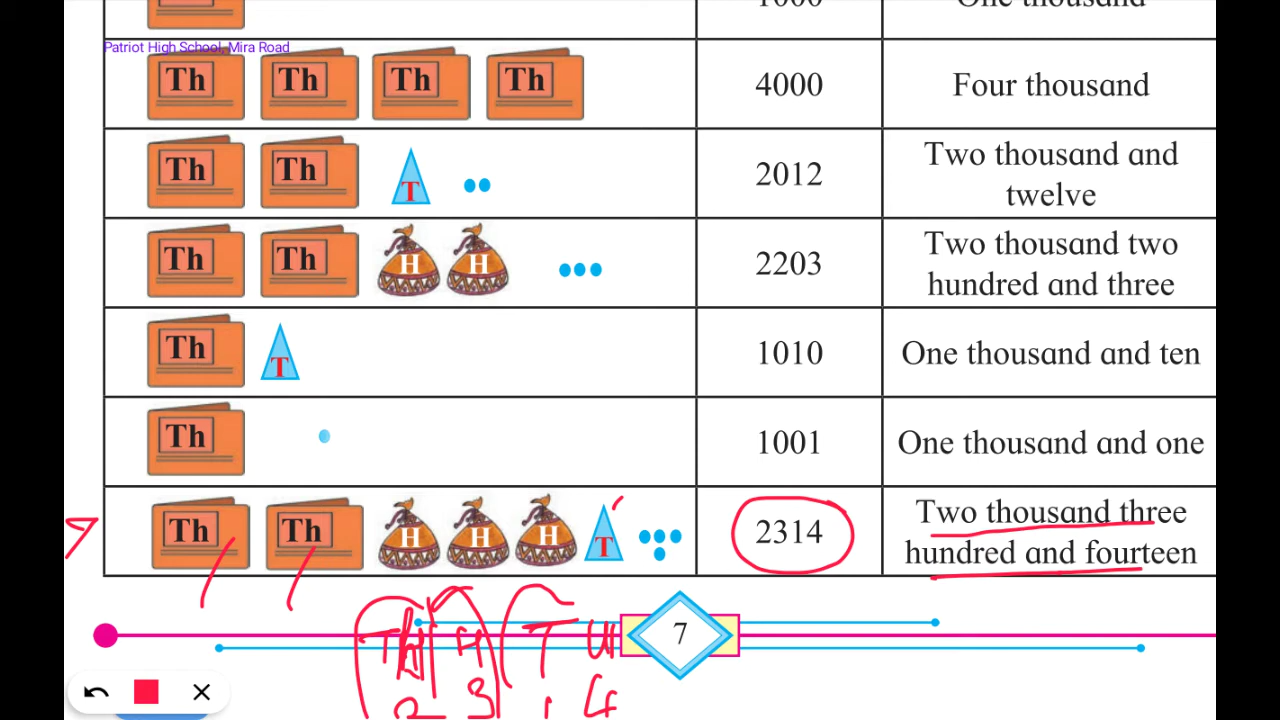 1000 One thousand
Patriot High School, Mira Road
Th Th Th Th 4000 Four thousand
Th Th T 2012 Two thousand and
twelve
Th Th H H 2203 Two thousand two
hundred and three
Th T 1010 One thousand and ten
Th 1001 One thousand and one
Th Th H H H T 2314 Two thousand three
hundred and fourteen
7
Th H T U
2 3 1 4